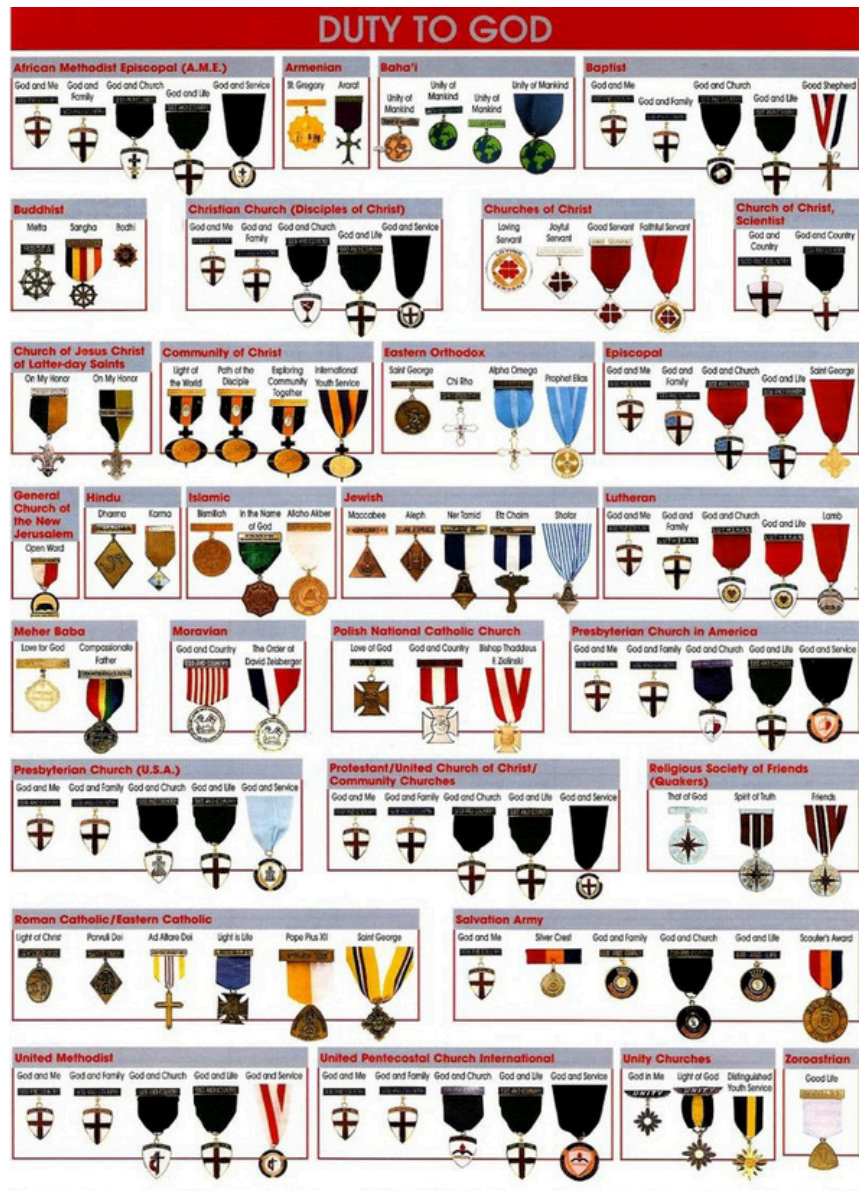 DUTY TO GOD
African Methodist Episcopal (A.M.E.)
God and Me
God and
Family
God and Church
God and Life
God and Service
Armenian
St. Gregory
Ararat
Baha'i
Unity of
Mankind
Unity of
Mankind
Unity of
Mankind
Unity of Mankind
Baptist
God and Me
God and Family
God and Church
God and Life
Good Shepherd
Buddhist
Metta
Sangha
Bodhi
Christian Church (Disciples of Christ)
God and Me
God and
Family
God and Church
God and Life
God and Service
Churches of Christ
Loving
Servant
Joyful
Servant
Good Servant
Faithful Servant
LOVING
SERVANT
Church of Christ,
Scientist
God and
Country
God and Country
Church of Jesus Christ
of Latter-day Saints
On My Honor
On My Honor
Community of Christ
Light of
the World
Path of the
Disciple
Exploring
Community
Together
International
Youth Service
Eastern Orthodox
Saint George
Chi Rho
Alpha Omega
Prophet Elias
Episcopal
God and Me
God and
Family
God and Church
God and Life
Saint George
General
Church of
the New
Jerusalem
Open Word
Hindu
Dharma
Karma
Islamic
Bismillah
In the Name
of God
Allaho Akber
Jewish
Maccabee
Aleph
Ner Tamid
Etz Chaim
Shofar
Lutheran
God and Me
God and
Family
God and Church
God and Life
Lamb
LUTHERAN
LUTHERAN
LUTHERAN
Meher Baba
Love for God
Compassionate
Father
Moravian
God and Country
The Order of
David Zeisberger
Polish National Catholic Church
Love of God
God and Country
Bishop Thaddeus
F. Zielinski
Presbyterian Church in America
God and Me
God and Family
God and Church
God and Life
God and Service
Presbyterian Church (U.S.A.)
God and Me
God and Family
God and Church
God and Life
God and Service
Protestant/United Church of Christ/
Community Churches
God and Me
God and Family
God and Church
God and Life
God and Service
Religious Society of Friends
(Quakers)
That of God
Spirit of Truth
Friends
Roman Catholic/Eastern Catholic
Light of Christ
Parvuli Dei
Ad Altare Dei
Light is Life
Pope Pius XII
Saint George
Salvation Army
God and Me
Silver Crest
God and Family
God and Church
God and Life
Scouter's Award
United Methodist
God and Me
God and Family
God and Church
God and Life
God and Service
United Pentecostal Church International
God and Me
God and Family
God and Church
God and Life
God and Service
Unity Churches
God in Me
Light of God
Distinguished
Youth Service
UNITY
UNITY
Zoroastrian
Good Life